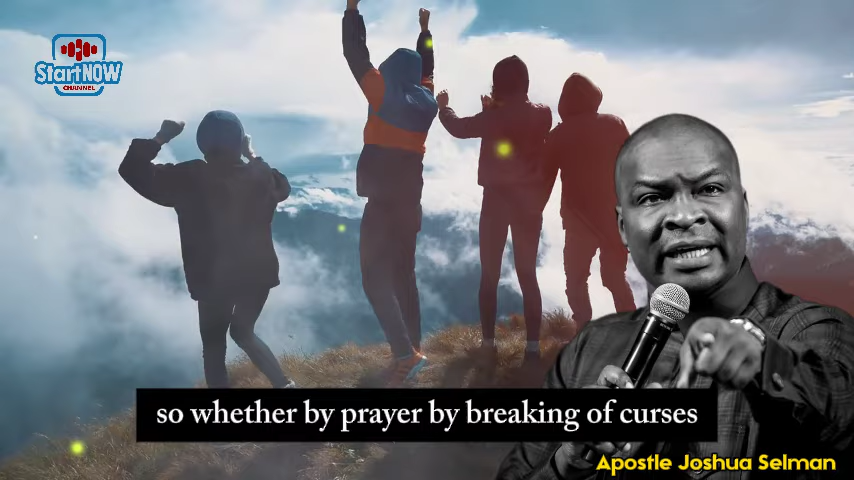 StartNOW
CHANNEL
so whether by prayer by breaking of curses
Apostle Joshua Selman